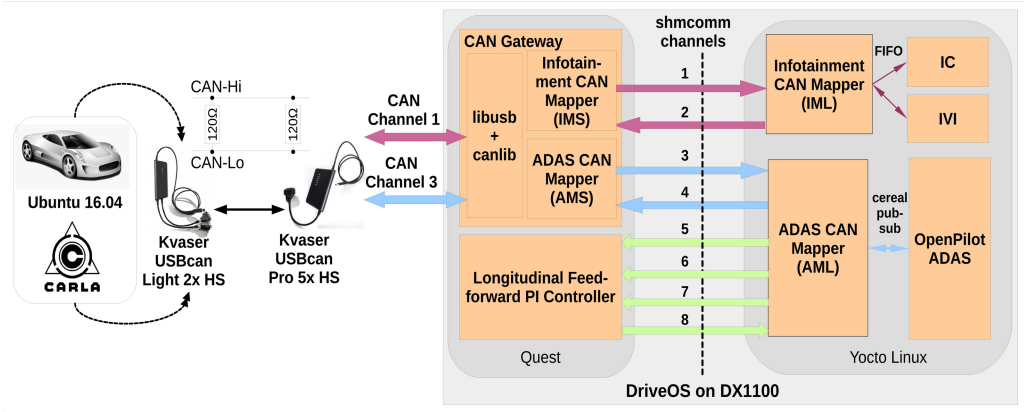 CAN-Hi
120Ω
120Ω
CAN-Lo
Ubuntu 16.04
CARLA
Kvaser
USBcan
Light 2x HS
Kvaser
USBcan
Pro 5x HS
CAN
Channel 1
CAN
Channel 3
CAN Gateway
libusb
+
canlib
Infotain-
ment CAN
Mapper
(IMS)
ADAS CAN
Mapper
(AMS)
Longitudinal Feed-
forward PI Controller
Quest
shmcomm
channels
1
2
3
4
5
6
7
8
Infotainment
CAN Mapper
(IML)
FIFO
IC
IVI
ADAS CAN
Mapper
(AML)
cereal
pub-
sub
OpenPilot
ADAS
Yocto Linux
DriveOS on DX1100